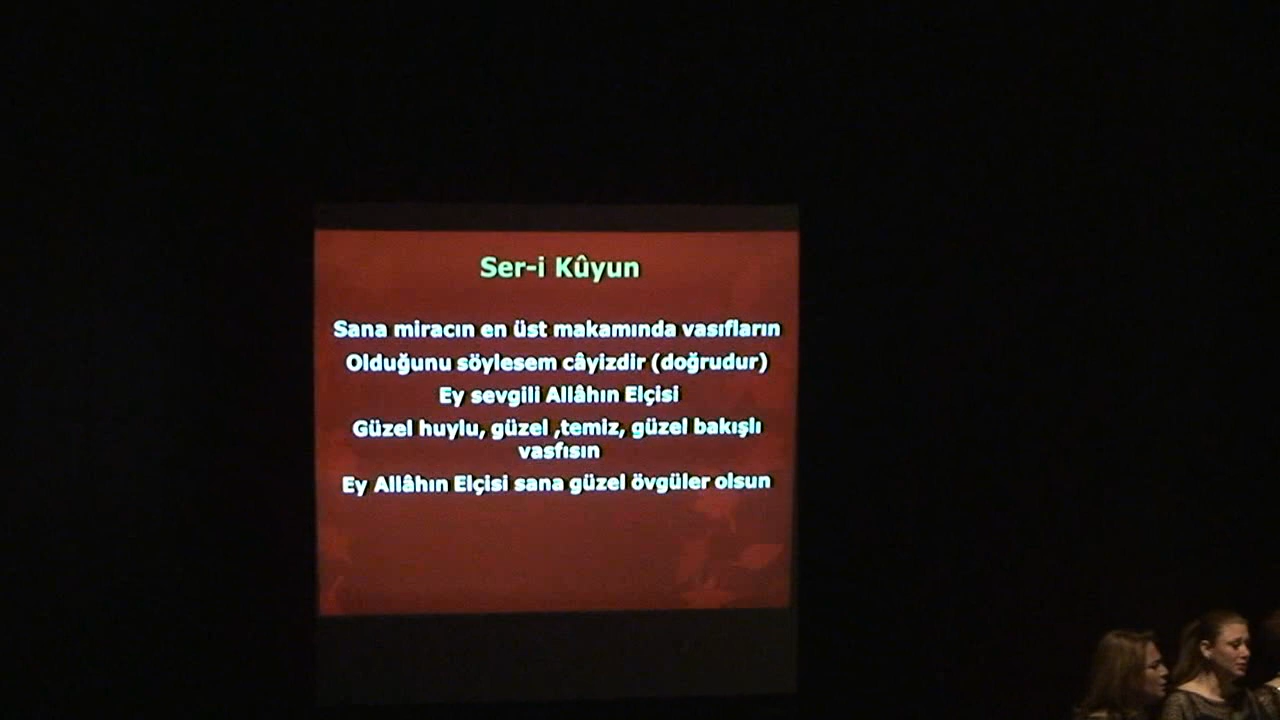 Ser-i Kûyun
Sana miracın en üst makamında vasıfların
Olduğunu söylesem câyizdir (doğrudur)
Ey sevgili Allâhın Elçisi
Güzel huylu, güzel ,temiz, güzel bakışlı
vasfısın
Ey Allâhın Elçisi sana güzel övgüler olsun